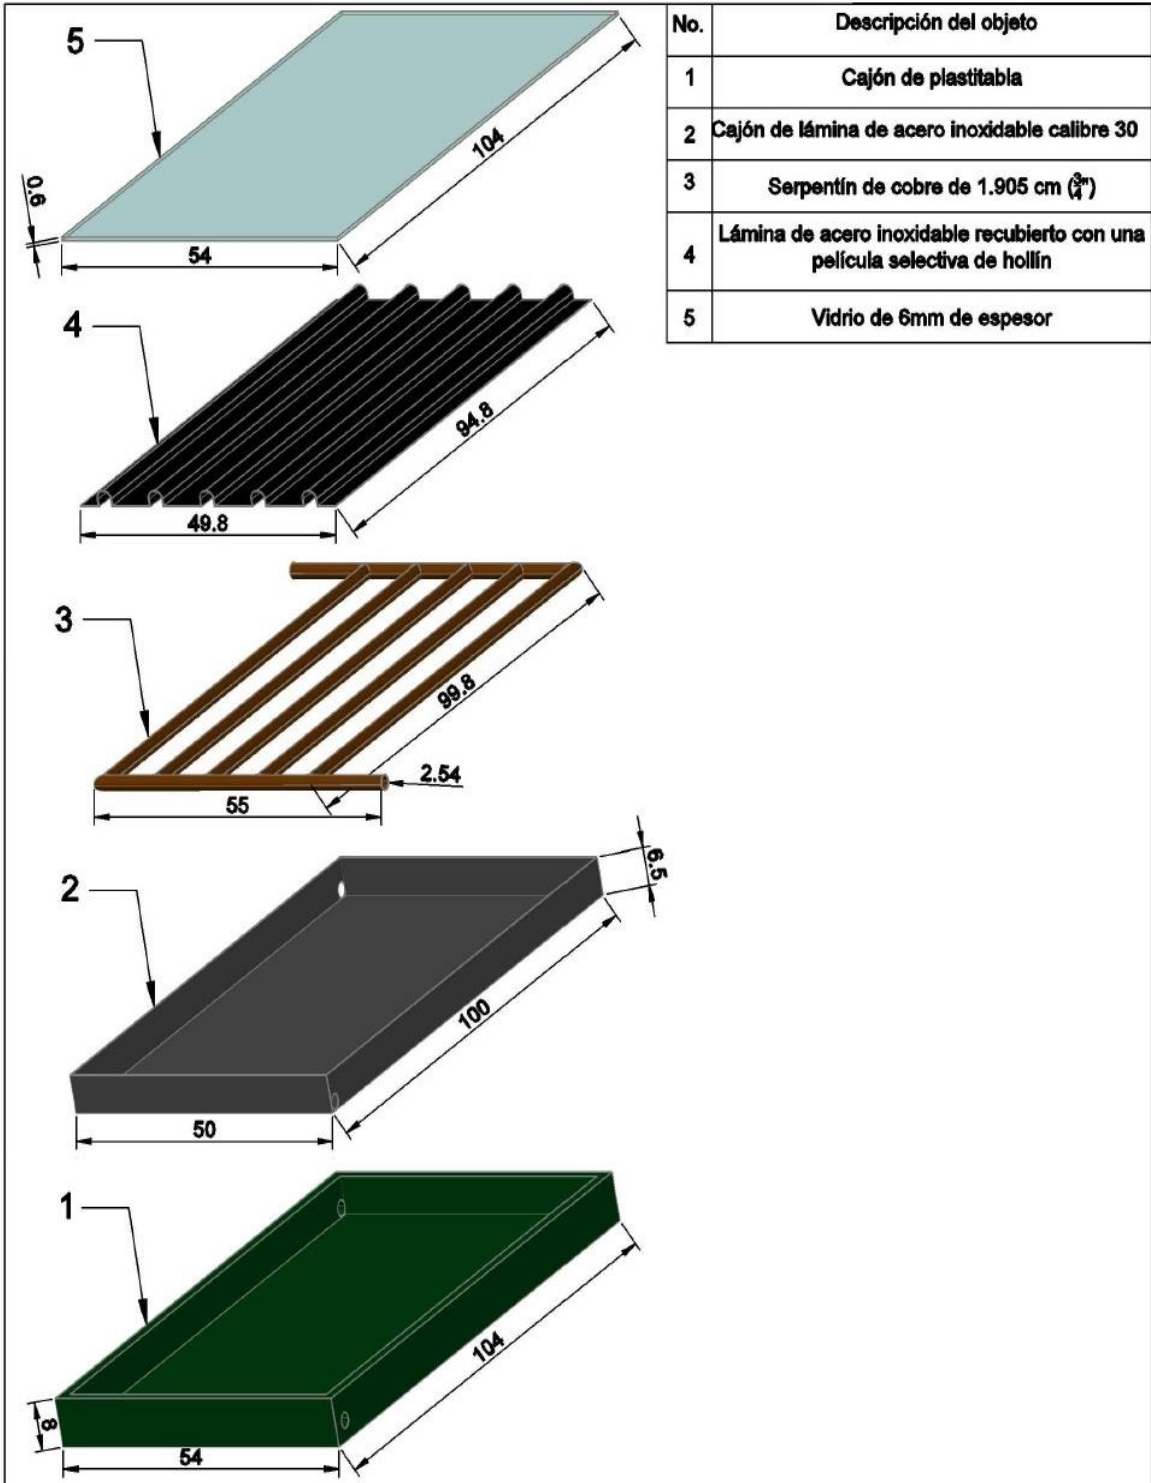 No. Descripción del objeto
1 Cajón de plastitabla
2 Cajón de lámina de acero inoxidable calibre 30
3 Serpentín de cobre de 1.905 cm (3/4")
4 Lámina de acero inoxidable recubierto con una
película selectiva de hollín
5 Vidrio de 6mm de espesor
5
104
0.6
54
4
94.8
49.8
3
99.8
2.54
55
2
6.5
100
50
1
104
8
54